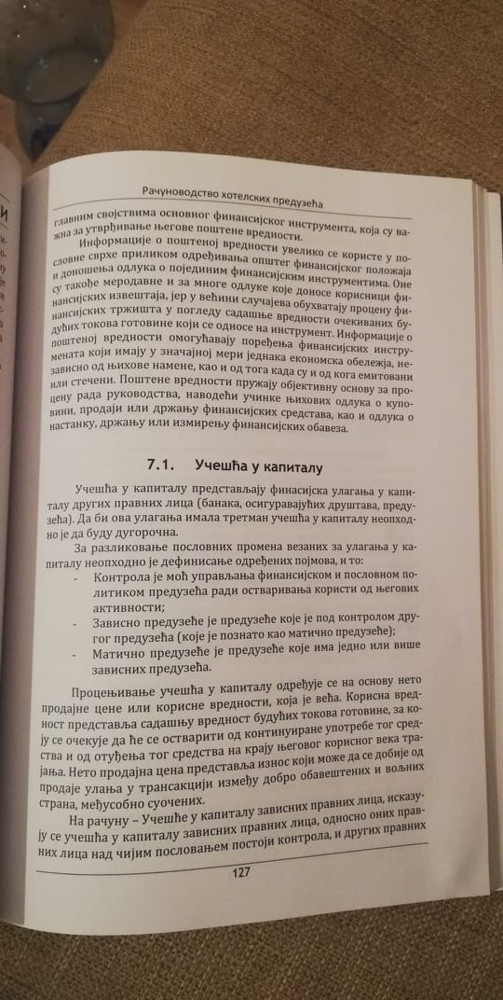 Рачуноводство хотелских предузећа
главним својствима основног финансијског инструмента, која су ва-
жна за утврђивање његове поштене вредности.
Информације о поштеној вредности увелико се користе у по-
словне сврхе приликом одређивања општег финансијског положаја
и доношења одлука о појединим финансијским инструментима. Оне
су такође меродавне и за многе одлуке које доносе корисници фи-
нансијских извештаја, јер у већини случајева обухватају процену фи-
нансијских тржишта у погледу садашње вредности очекиваних бу-
дућих токова готовине који се односе на инструмент. Информације о
поштеној вредности омогућавају поређења финансијских инстру-
мената који имају у значајној мери једнака економска обележја, не-
зависно од њихове намене, као и од тога када су и од кога емитовани
или стечени. Поштене вредности пружају објективну основу за про-
цену рада руководства, наводећи учинке њихових одлука о купо-
вини, продаји или држању финансијских средстава, као и одлука о
настанку, држању или измирењу финансијских обавеза.
7.1. Учешћа у капиталу
Учешћа у капиталу представљају финасијска улагања у капи-
талу других правних лица (банака, осигуравајућих друштава, преду-
зећа). Да би ова улагања имала третман учешћа у капиталу неопход-
но је да буду дугорочна.
За разликовање пословних промена везаних за улагања у ка-
питалу неопходно је дефинисање одређених појмова, и то:
- Контрола је моћ управљања финансијском и пословном по-
литиком предузећа ради остваривања користи од његових
активности;
- Зависно предузеће је предузеће које је под контролом дру-
гог предузећа (које је познато као матично предузеће);
- Матично предузеће је предузеће које има једно или више
зависних предузећа.
Процењивање учешћа у капиталу одређује се на основу нето
продајне цене или корисне вредности, која је већа. Корисна вред-
ност представља садашњу вредност будућих токова готовине, за ко-
ју се очекује да ће се остварити од континуиране употребе тог сред-
ства и од отуђења тог средства на крају његовог корисног века тра-
јања. Нето продајна цена представља износ који може да се добије од
продаје улања у трансакцији између добро обавештених и вољних
страна, међусобно суочених.
На рачуну – Учешће у капиталу зависних правних лица, исказу-
ју се учешћа у капиталу зависних правних лица, односно оних прав-
них лица над чијим пословањем постоји контрола, и других правних
127